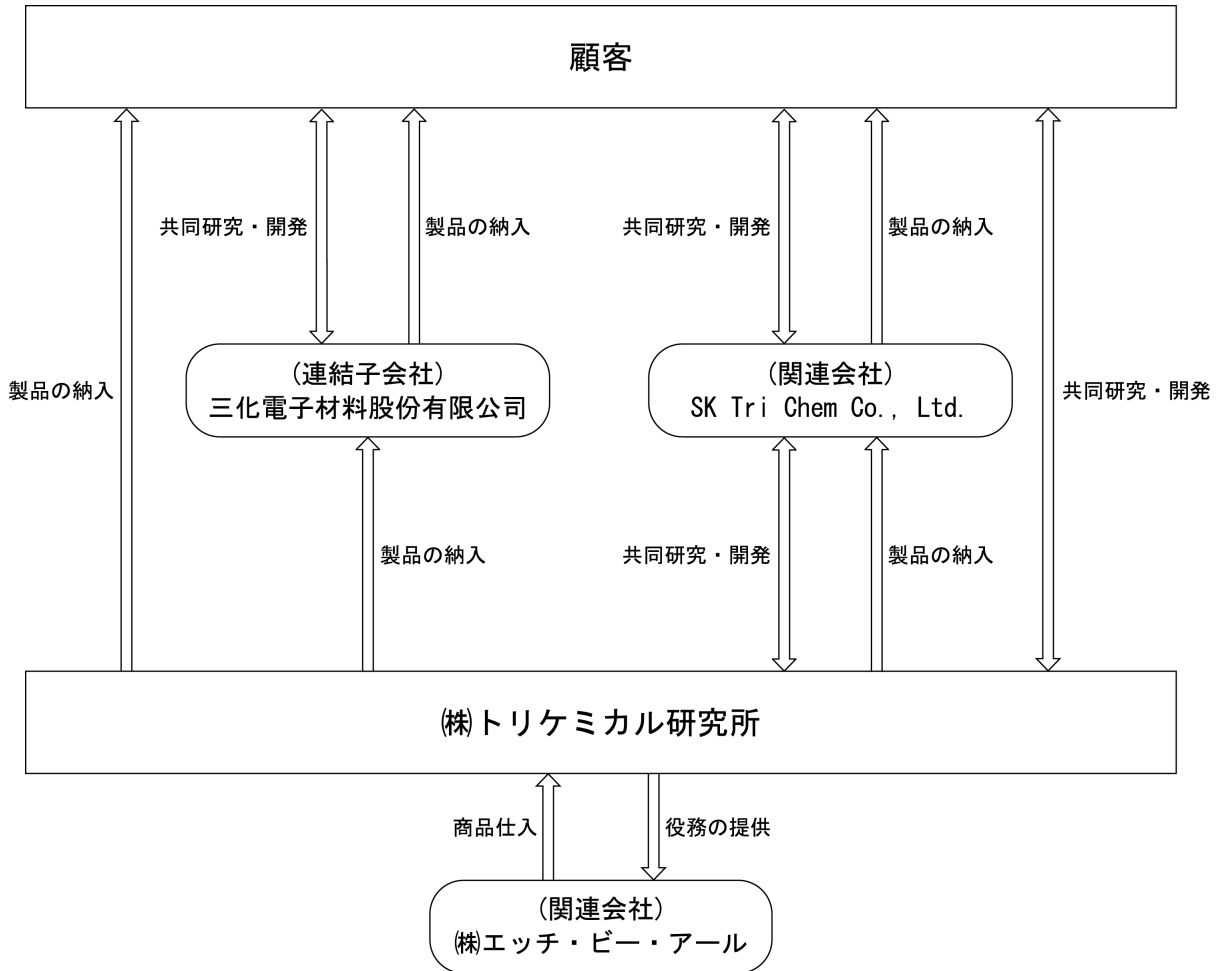 顧客
共同研究・開発
製品の納入
共同研究・開発
製品の納入
製品の納入
(連結子会社)
三化電子材料股份有限公司
(関連会社)
SK Tri Chem Co., Ltd.
共同研究・開発
製品の納入
共同研究・開発
製品の納入
㈱トリケミカル研究所
商品仕入
役務の提供
(関連会社)
㈱エッチ・ビー・アール